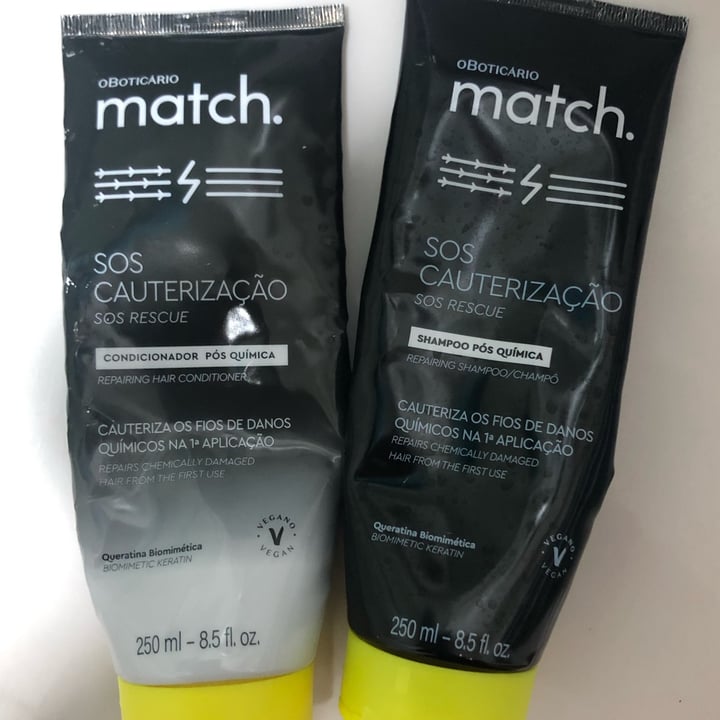 oBOTICÁRIO
match.
SOS
CAUTERIZAÇÃO
SOS RESCUE
CONDICIONADOR PÓS QUÍMICA
REPAIRING HAIR CONDITIONER
CAUTERIZA OS FIOS DE DANOS
QUÍMICOS NA 1ª APLICAÇÃO
REPAIRS CHEMICALLY DAMAGED
HAIR FROM THE FIRST USE
Queratina Biomimética
BIOMIMETIC KERATIN
VEGANO
V
VEGAN
250 ml – 8.5 fl. oz.
oBOTICÁRIO
match.
SOS
CAUTERIZAÇÃO
SOS RESCUE
SHAMPOO PÓS QUÍMICA
REPAIRING SHAMPOO/CHAMPÔ
CAUTERIZA OS FIOS DE DANOS
QUÍMICOS NA 1ª APLICAÇÃO
REPAIRS CHEMICALLY DAMAGED
HAIR FROM THE FIRST USE
Queratina Biomimética
BIOMIMETIC KERATIN
VEGANO
V
VEGAN
250 ml – 8.5 fl. oz.